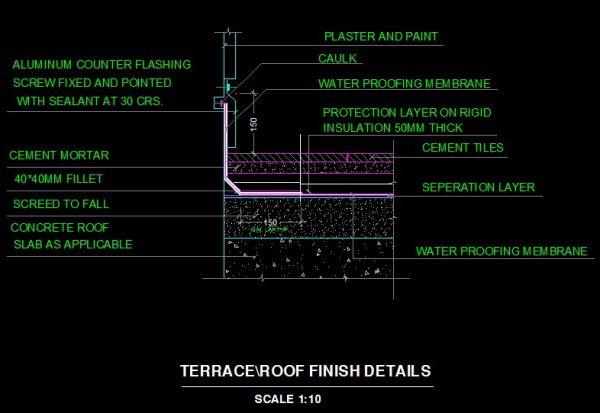 PLASTER AND PAINT
CAULK
WATER PROOFING MEMBRANE
PROTECTION LAYER ON RIGID
INSULATION 50MM THICK
CEMENT TILES
SEPERATION LAYER
WATER PROOFING MEMBRANE
ALUMINUM COUNTER FLASHING
SCREW FIXED AND POINTED
WITH SEALANT AT 30 CRS.
CEMENT MORTAR
40*40MM FILLET
SCREED TO FALL
CONCRETE ROOF
SLAB AS APPLICABLE
150
150
TERRACE\ROOF FINISH DETAILS
SCALE 1:10